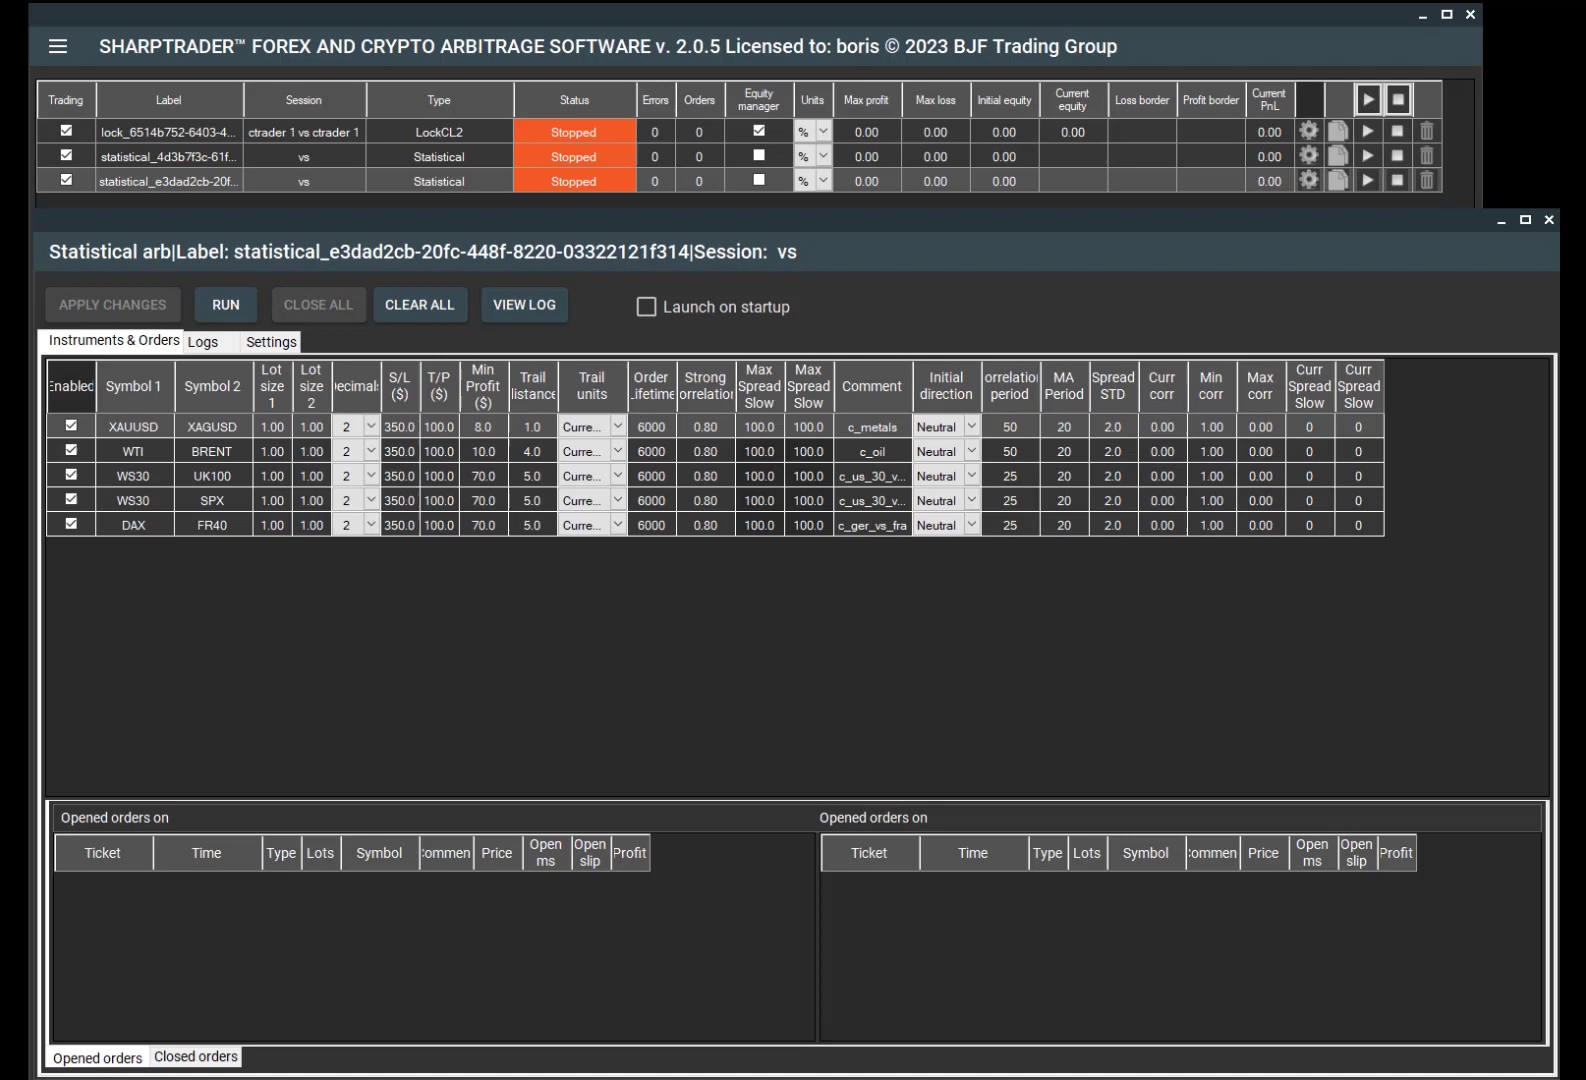 SHARPTRADER™ FOREX AND CRYPTO ARBITRAGE SOFTWARE v. 2.0.5 Licensed to: boris © 2023 BJF Trading Group
Trading Label Session Type Status Errors Orders Equity manager Units Max profit Max loss Initial equity Current equity Loss border Profit border Current PnL
lock_6514b752-6403-4... ctrader 1 vs ctrader 1 LockCL2 Stopped 0 0 % 0.00 0.00 0.00 0.00 0.00
statistical_4d3b7f3c-61f... vs Statistical Stopped 0 0 % 0.00 0.00 0.00 0.00
statistical_e3dad2cb-20f... vs Statistical Stopped 0 0 % 0.00 0.00 0.00 0.00
Statistical arb|Label: statistical_e3dad2cb-20fc-448f-8220-03322121f314|Session: vs
APPLY CHANGES RUN CLOSE ALL CLEAR ALL VIEW LOG Launch on startup
Instruments & Orders Logs Settings
Enabled Symbol 1 Symbol 2 Lot size 1 Lot size 2 ecimal S/L ($) T/P ($) Min Profit ($) Trail listance Trail units Order Lifetime Strong orrelation Max Spread Slow Max Spread Slow Comment Initial direction orrelation period MA Period Spread STD Curr corr Min corr Max corr Curr Spread Slow Curr Spread Slow
XAUUSD XAGUSD 1.00 1.00 2 350.0 100.0 8.0 1.0 Curre... 6000 0.80 100.0 100.0 c_metals Neutral 50 20 2.0 0.00 1.00 0.00 0 0
WTI BRENT 1.00 1.00 2 350.0 100.0 10.0 4.0 Curre... 6000 0.80 100.0 100.0 c_oil Neutral 50 20 2.0 0.00 1.00 0.00 0 0
WS30 UK100 1.00 1.00 2 350.0 100.0 70.0 5.0 Curre... 6000 0.80 100.0 100.0 c_us_30_v... Neutral 25 20 2.0 0.00 1.00 0.00 0 0
WS30 SPX 1.00 1.00 2 350.0 100.0 70.0 5.0 Curre... 6000 0.80 100.0 100.0 c_us_30_v... Neutral 25 20 2.0 0.00 1.00 0.00 0 0
DAX FR40 1.00 1.00 2 350.0 100.0 70.0 5.0 Curre... 6000 0.80 100.0 100.0 c_ger_vs_fra Neutral 25 20 2.0 0.00 1.00 0.00 0 0
Opened orders on
Ticket Time Type Lots Symbol ommen Price Open ms Open slip Profit
Opened orders on
Ticket Time Type Lots Symbol ommen Price Open ms Open slip Profit
Opened orders Closed orders